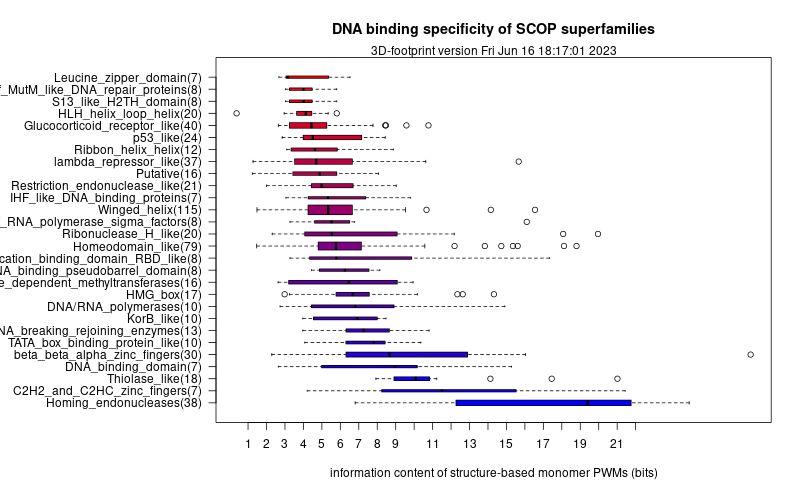 DNA binding specificity of SCOP superfamilies
3D-footprint version Fri Jun 16 18:17:01 2023
Leucine_zipper_domain(7)
_MutM_like_DNA_repair_proteins(8)
S13_like_H2TH_domain(8)
HLH_helix_loop_helix(20)
Glucocorticoid_receptor_like(40)
p53_like(24)
Ribbon_helix_helix(12)
lambda_repressor_like(37)
Putative(16)
Restriction_endonuclease_like(21)
IHF_like_DNA_binding_proteins(7)
Winged_helix(115)
_RNA_polymerase_sigma_factors(8)
Ribonuclease_H_like(20)
Homeodomain_like(79)
cation_binding_domain_RBD_like(8)
NA_binding_pseudobarrel_domain(8)
e_dependent_methyltransferases(16)
HMG_box(17)
DNA/RNA_polymerases(10)
KorB_like(10)
NA_breaking_rejoining_enzymes(13)
TATA_box_binding_protein_like(10)
beta_beta_alpha_zinc_fingers(30)
DNA_binding_domain(7)
Thiolase_like(18)
C2H2_and_C2HC_zinc_fingers(7)
Homing_endonucleases(38)
1 2 3 4 5 6 7 8 9 11 13 15 17 19 21
information content of structure-based monomer PWMs (bits)